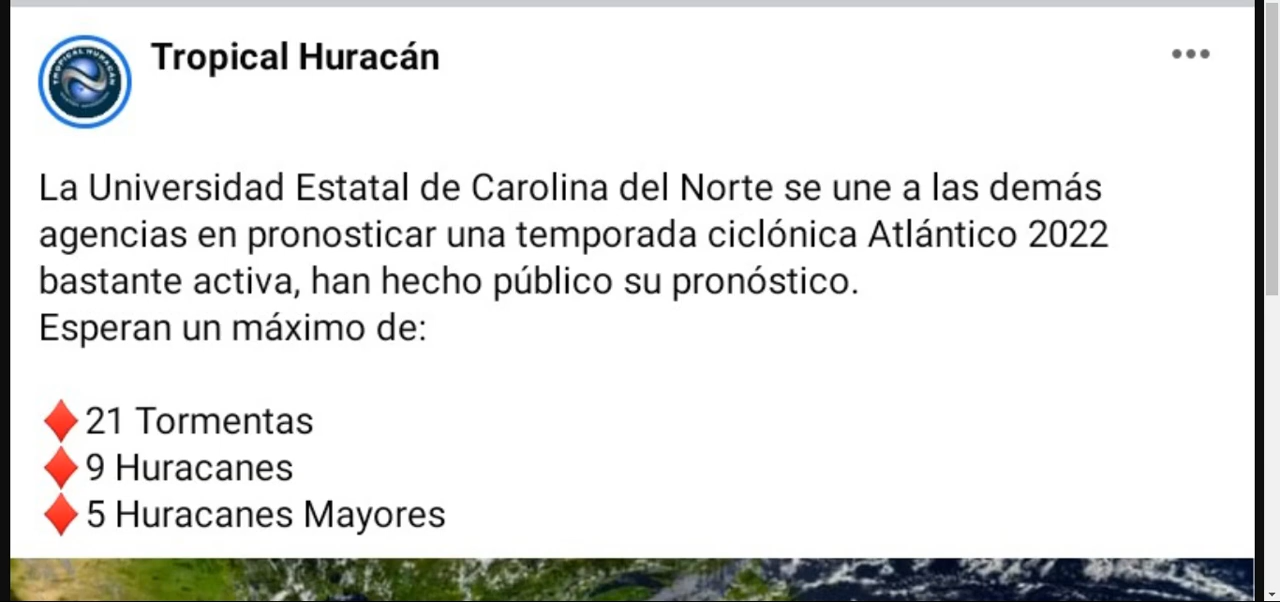 Tropical Huracán
TROPICAL HURACÁN
La Universidad Estatal de Carolina del Norte se une a las demás
agencias en pronosticar una temporada ciclónica Atlántico 2022
bastante activa, han hecho público su pronóstico.
Esperan un máximo de:
♦️21 Tormentas
♦️9 Huracanes
♦️5 Huracanes Mayores